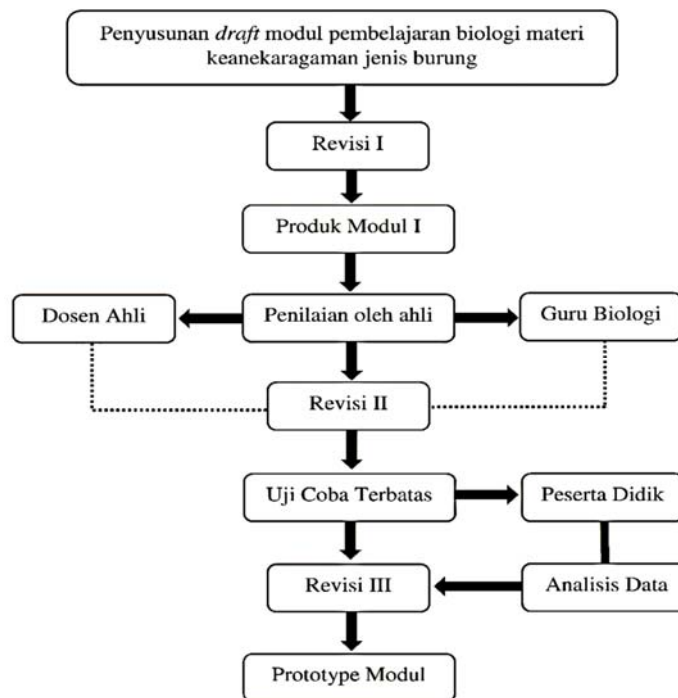 Penyusunan draft modul pembelajaran biologi materi
keanekaragaman jenis burung
Revisi I
Produk Modul I
Dosen Ahli
Penilaian oleh ahli
Guru Biologi
Revisi II
Uji Coba Terbatas
Peserta Didik
Revisi III
Analisis Data
Prototype Modul